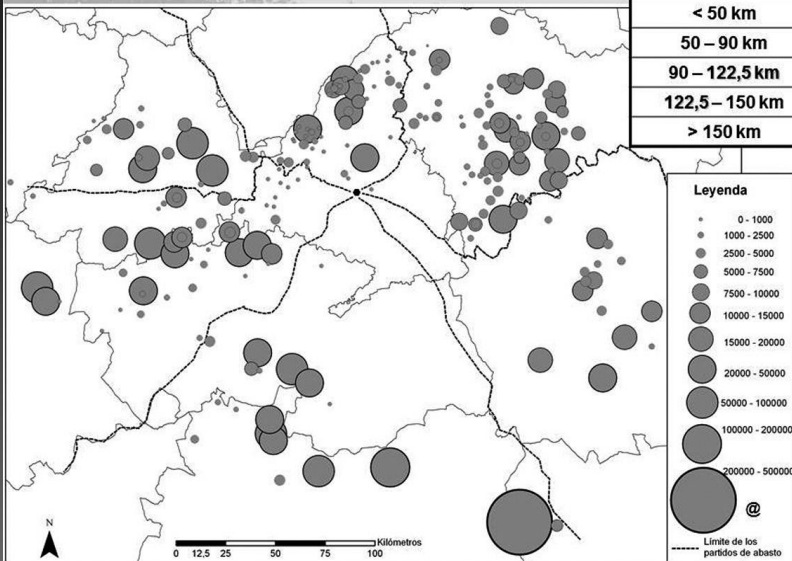 < 50 km
50 – 90 km
90 – 122,5 km
122,5 – 150 km
> 150 km
Leyenda
0 - 1000
1000 - 2500
2500 - 5000
5000 - 7500
7500 - 10000
10000 - 15000
15000 - 20000
20000 - 50000
50000 - 100000
100000 - 200000
200000 - 500000
@
Límite de los
partidos de abasto
N
Kilómetros
0 12,5 25 50 75 100